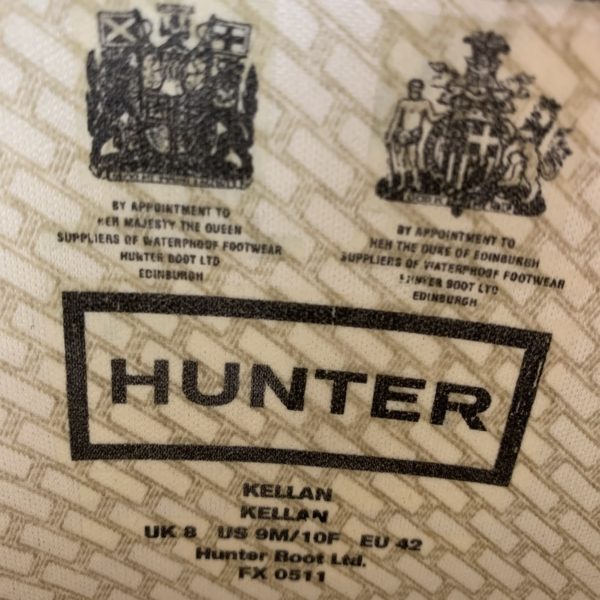 BY APPOINTMENT TO
HER MAJESTY THE QUEEN
SUPPLIERS OF WATERPROOF FOOTWEAR
HUNTER BOOT LTD
EDINBURGH
BY APPOINTMENT TO
HRH THE DUKE OF EDINBURGH
SUPPLIERS OF WATERPROOF FOOTWEAR
HUNTER BOOT LTD
EDINBURGH
HUNTER
KELLAN
KELLAN
UK 8 US 9M/10F EU 42
Hunter Boot Ltd.
FX 0511